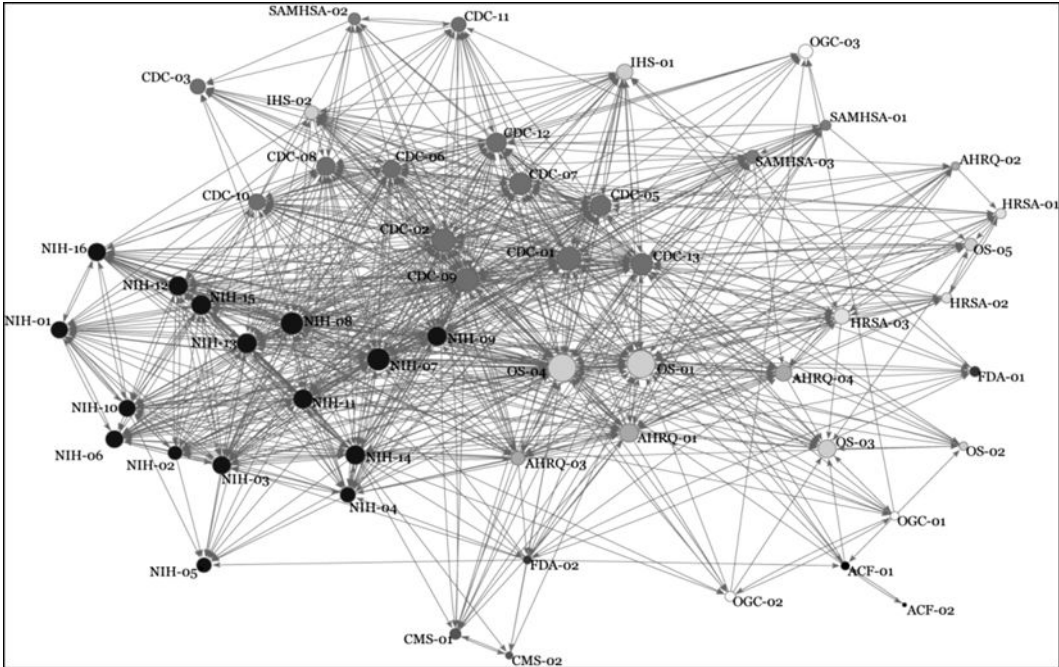 SAMHSA-02
CDC-11
OGC-03
IHS-01
CDC-03
IHS-02
SAMHSA-01
CDC-12
CDC-08
CDC-06
SAMHSA-03
AHRQ-02
CDC-07
CDC-10
CDC-05
HRSA-01
CDC-02
NIH-16
CDC-01
CDC-13
OS-05
CDC-09
NIH-12
NIH-15
HRSA-02
NIH-01
NIH-08
HRSA-03
NIH-13
NIH-09
NIH-07
OS-04
OS-01
AHRQ-04
FDA-01
NIH-11
NIH-10
AHRQ-01
OS-03
OS-02
NIH-06
NIH-02
NIH-14
AHRQ-03
NIH-03
NIH-04
OGC-01
NIH-05
FDA-02
ACF-01
OGC-02
ACF-02
CMS-01
CMS-02